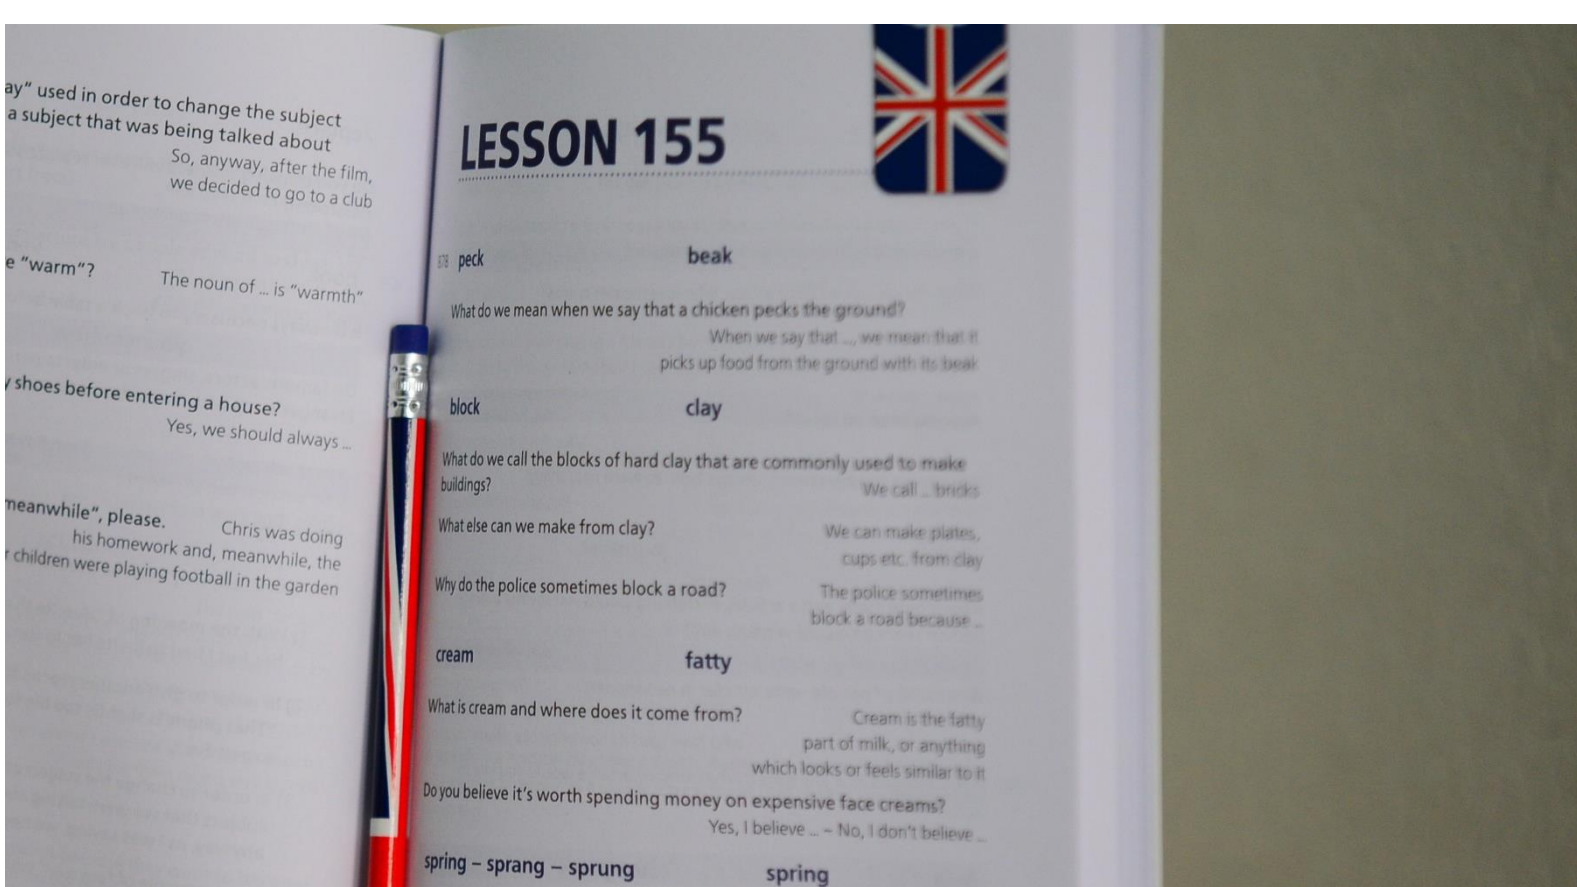 ay" used in order to change the subject
a subject that was being talked about
So, anyway, after the film,
we decided to go to a club
e "warm"? The noun of ... is "warmth"
y shoes before entering a house?
Yes, we should always ...
meanwhile", please. Chris was doing
his homework and, meanwhile, the
r children were playing football in the garden
LESSON 155
peck beak
What do we mean when we say that a chicken pecks the ground?
When we say that ..., we mean that it
picks up food from the ground with its beak
block clay
What do we call the blocks of hard clay that are commonly used to make
buildings? We call ... bricks
What else can we make from clay? We can make plates,
cups etc. from clay
Why do the police sometimes block a road? The police sometimes
block a road because ...
cream fatty
What is cream and where does it come from? Cream is the fatty
part of milk, or anything
which looks or feels similar to it
Do you believe it's worth spending money on expensive face creams?
Yes, I believe ... – No, I don't believe ...
spring – sprang – sprung spring